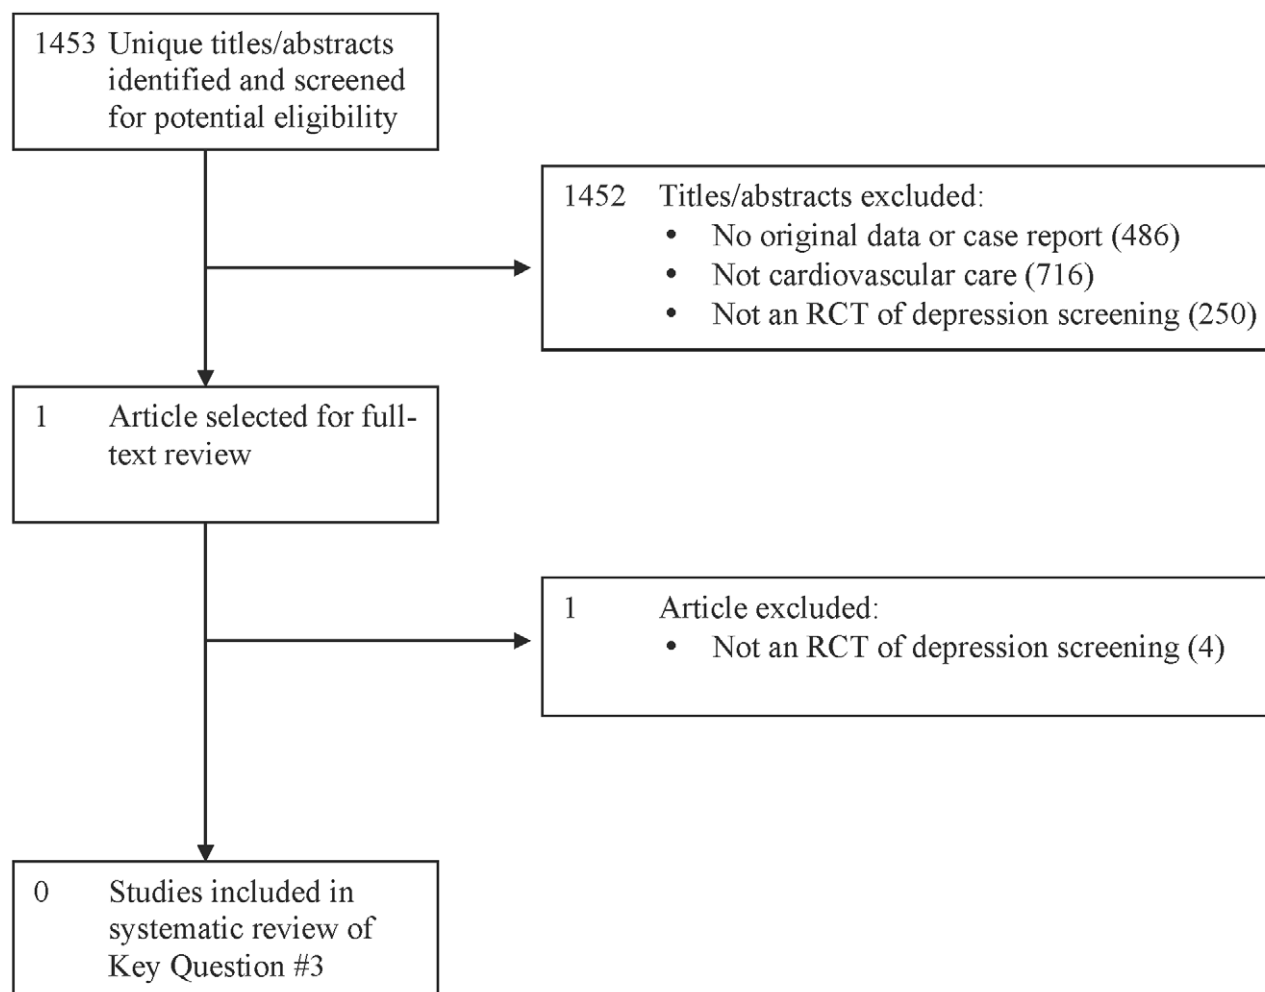 1453 Unique titles/abstracts
identified and screened
for potential eligibility
1452 Titles/abstracts excluded:
• No original data or case report (486)
• Not cardiovascular care (716)
• Not an RCT of depression screening (250)
1 Article selected for full-
text review
1 Article excluded:
• Not an RCT of depression screening (4)
0 Studies included in
systematic review of
Key Question #3